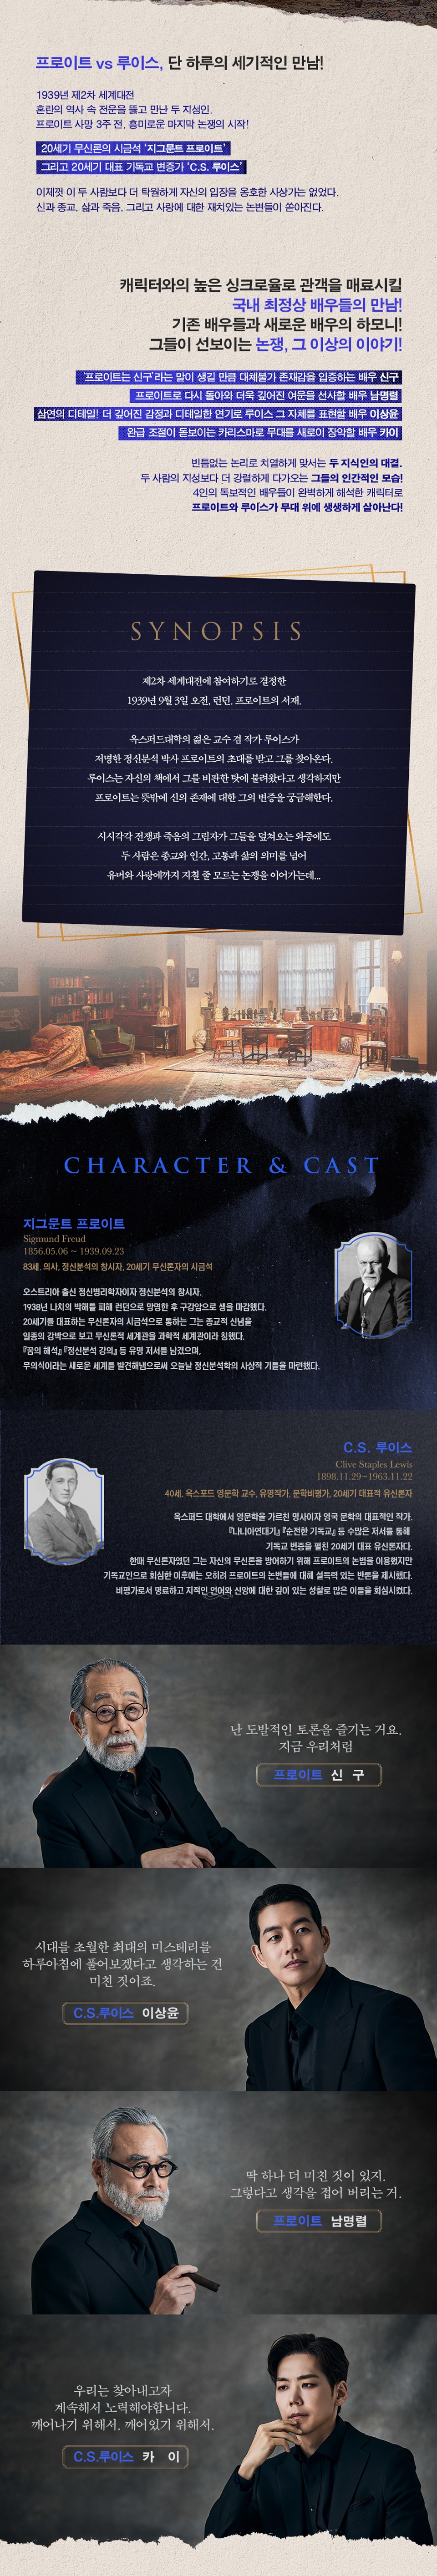 프로이트 vs 루이스, 단 하루의 세기적인 만남!
1939년 제2차 세계대전
혼란의 역사 속 전운을 뚫고 만난 두 지성인.
프로이트 사망 3주 전, 흥미로운 마지막 논쟁의 시작!
20세기 무신론의 시금석 '지그문트 프로이트'
그리고 20세기 대표 기독교 변증가 'C.S. 루이스'
이제껏 이 두 사람보다 더 탁월하게 자신의 입장을 옹호한 사상가는 없었다.
신과 종교, 삶과 죽음, 그리고 사랑에 대한 재치있는 논변들이 쏟아진다.
캐릭터와의 높은 싱크로율로 관객을 매료시킬
국내 최정상 배우들의 만남!
기존 배우들과 새로운 배우의 하모니!
그들이 선보이는 논쟁, 그 이상의 이야기!
'프로이트는 신구'라는 말이 생길 만큼 대체불가 존재감을 입증하는 배우 신구
프로이트로 다시 돌아와 더욱 깊어진 여운을 선사할 배우 남명렬
삼연의 디테일! 더 깊어진 감정과 디테일한 연기로 루이스 그 자체를 표현할 배우 이상윤
완급 조절이 돋보이는 카리스마로 무대를 새로이 장악할 배우 카이
빈틈없는 논리로 치열하게 맞서는 두 지식인의 대결.
두 사람의 지성보다 더 강렬하게 다가오는 그들의 인간적인 모습!
4인의 독보적인 배우들이 완벽하게 해석한 캐릭터로
프로이트와 루이스가 무대 위에 생생하게 살아난다!
SYNOPSIS
제2차 세계대전에 참여하기로 결정한
1939년 9월 3일 오전, 런던. 프로이트의 서재.
옥스퍼드대학의 젊은 교수 겸 작가 루이스가
저명한 정신분석 박사 프로이트의 초대를 받고 그를 찾아온다.
루이스는 자신의 책에서 그를 비판한 탓에 불려왔다고 생각하지만
프로이트는 뜻밖에 신의 존재에 대한 그의 변증을 궁금해한다.
시시각각 전쟁과 죽음의 그림자가 그들을 덮쳐오는 와중에도
두 사람은 종교와 인간, 고통과 삶의 의미를 넘어
유머와 사랑에까지 지칠 줄 모르는 논쟁을 이어가는데...
CHARACTER & CAST
지그문트 프로이트
Sigmund Freud
1856.05.06 ~ 1939.09.23
83세. 의사, 정신분석의 창시자, 20세기 무신론자의 시금석
오스트리아 출신 정신병리학자이자 정신분석의 창시자.
1938년 나치의 박해를 피해 런던으로 망명한 후 구강암으로 생을 마감했다.
20세기를 대표하는 무신론자의 시금석으로 통하는 그는 종교적 신념을
일종의 강박으로 보고 무신론적 세계관을 과학적 세계관이라 칭했다.
『꿈의 해석』『정신분석 강의』 등 유명 저서를 남겼으며,
무의식이라는 새로운 세계를 발견해냄으로써 오늘날 정신분석학의 사상적 기틀을 마련했다.
C.S. 루이스
Clive Staples Lewis
1898.11.29~1963.11.22
40세, 옥스포드 영문학 교수, 유명작가, 문학비평가, 20세기 대표적 유신론자
옥스퍼드 대학에서 영문학을 가르친 명사이자 영국 문학의 대표적인 작가.
『나니아연대기』『순전한 기독교』 등 수많은 저서를 통해
기독교 변증을 펼친 20세기 대표 유신론자다.
한때 무신론자였던 그는 자신의 무신론을 방어하기 위해 프로이트의 논법을 이용했지만
기독교인으로 회심한 이후에는 오히려 프로이트의 논변들에 대해 설득력 있는 반론을 제시했다.
비평가로서 명료하고 지적인 언어와 신앙에 대한 깊이 있는 성찰로 많은 이들을 회심시켰다.
난 도발적인 토론을 즐기는 거요.
지금 우리처럼
프로이트 신 구
시대를 초월한 최대의 미스테리를
하루아침에 풀어보겠다고 생각하는 건
미친 짓이죠.
C.S.루이스 이상윤
딱 하나 더 미친 짓이 있지.
그렇다고 생각을 접어 버리는 거.
프로이트 남명렬
우리는 찾아내고자
계속해서 노력해야합니다.
깨어나기 위해서. 깨어있기 위해서.
C.S.루이스 카 이